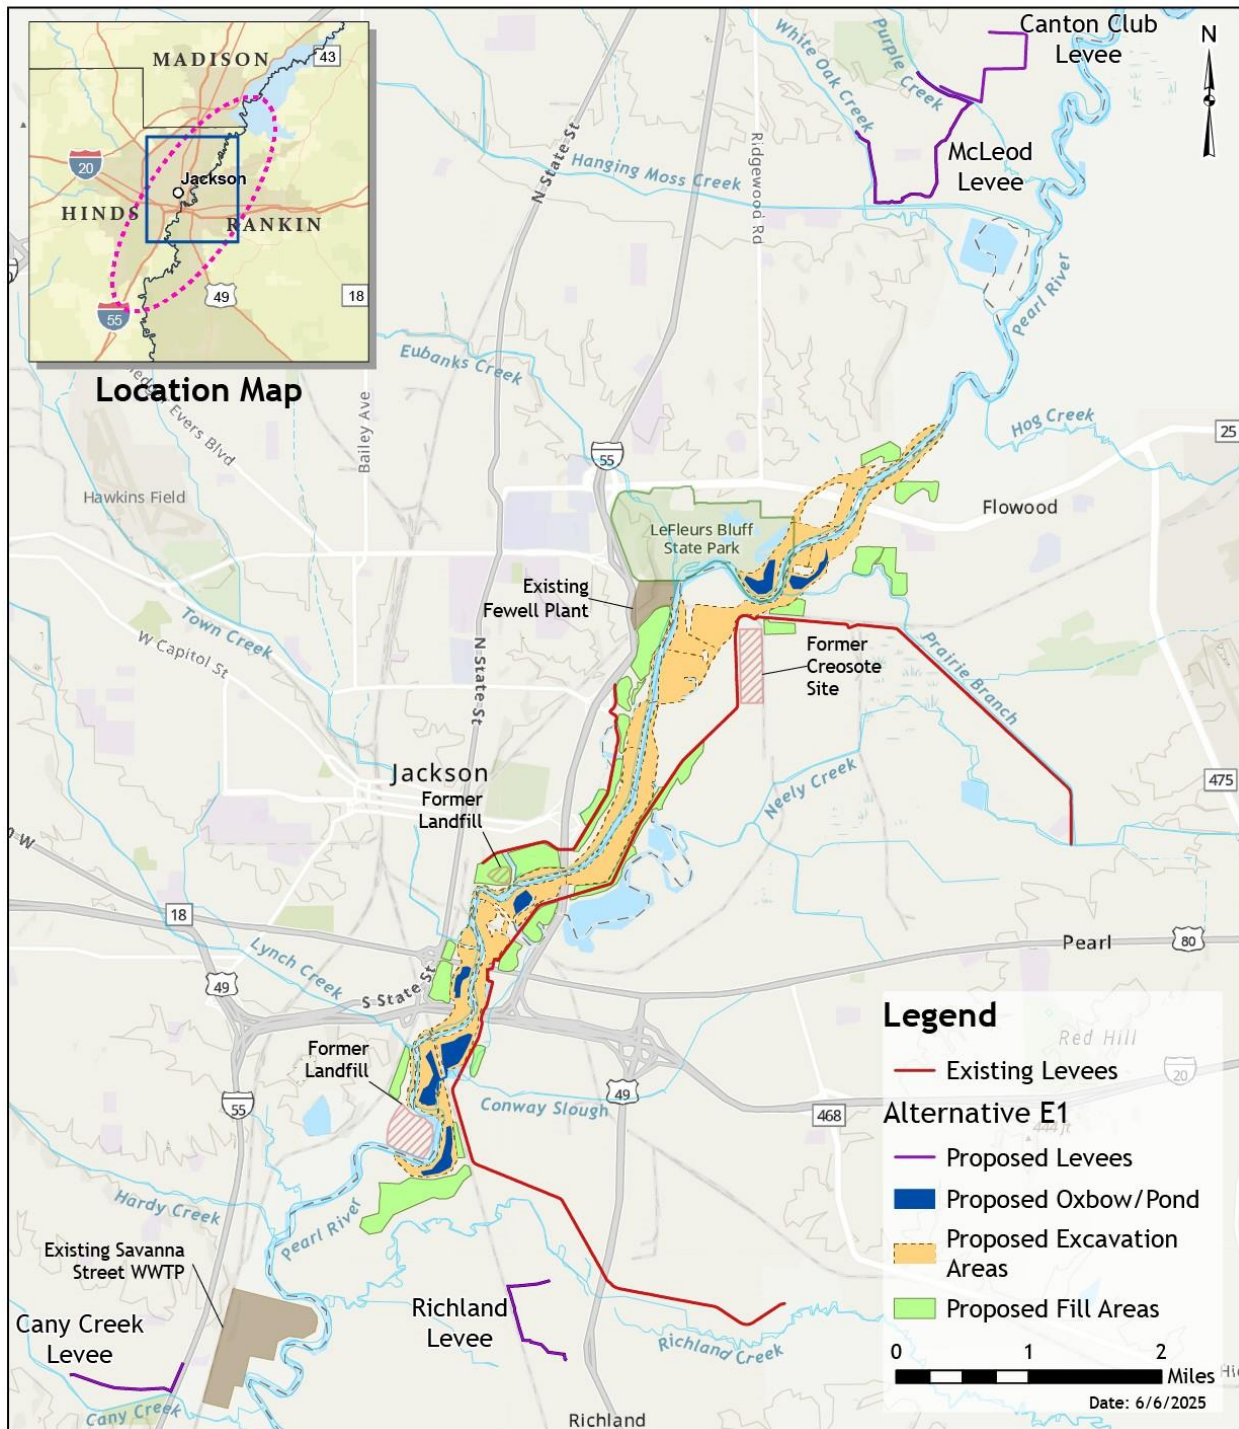 MADISON
43
20
Jackson
HINDS
RANKIN
49
18
55
Location Map
Canton Club
Levee
N
White Oak Creek
Purple Creek
McLeod
Levee
N State St
Ridgewood Rd
Hanging Moss Creek
Pearl River
Eubanks Creek
Evers Blvd
Bailey Ave
Hog Creek
25
55
Hawkins Field
LeFleurs Bluff
State Park
Flowood
Existing
Fewell Plant
Town Creek
W Capitol St
N State St
Former
Creosote
Site
Prairie Branch
Jackson
Former
Landfill
Neely Creek
475
W
18
Lynch Creek
Pearl
80
49
S State St
Former
Landfill
Red Hill
20
55
Conway Slough
49
468
444 ft
Hardy Creek
Pearl River
Existing Savanna
Street WWTP
Cany Creek
Levee
Richland
Levee
Richland Creek
Cany Creek
Richland
Legend
Existing Levees
Alternative E1
Proposed Levees
Proposed Oxbow/Pond
Proposed Excavation
Areas
Proposed Fill Areas
0 1 2
Miles
Date: 6/6/2025